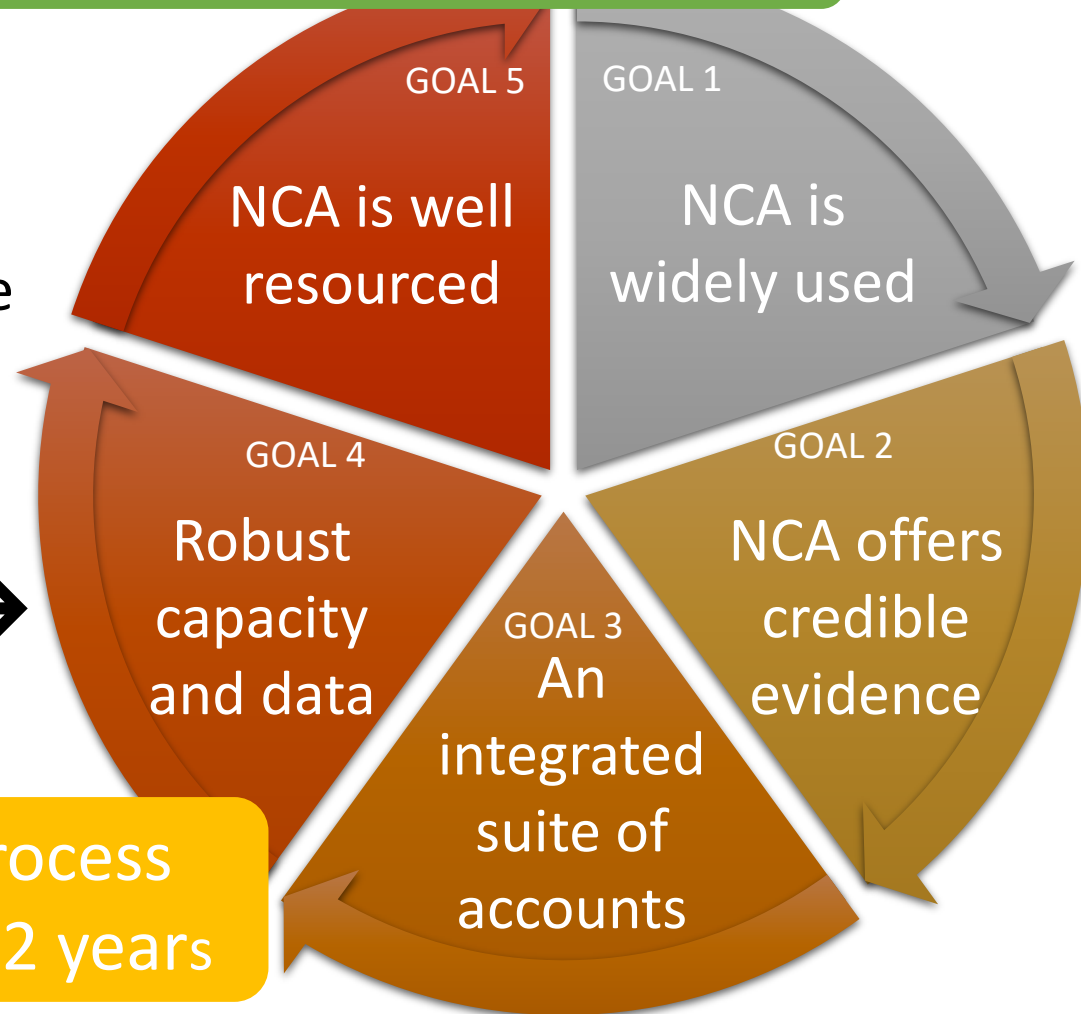 GOAL 5
NCA is well
resourced
GOAL 1
NCA is
widely used
GOAL 2
NCA offers
credible
evidence
GOAL 3
An
integrated
suite of
accounts
GOAL 4
Robust
capacity
and data
2 years